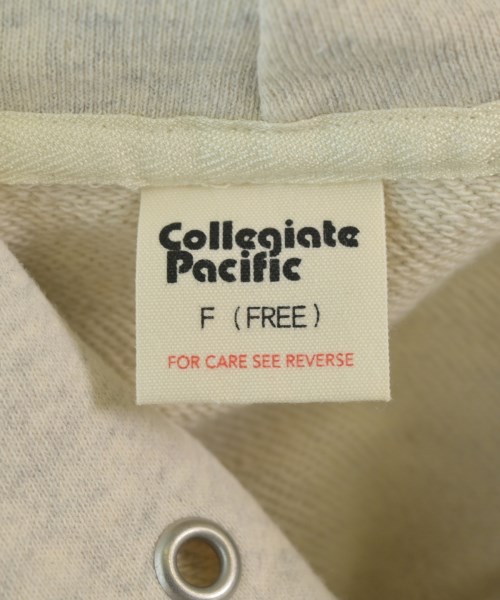 Collegiate
Pacific
F (FREE)
FOR CARE SEE REVERSE